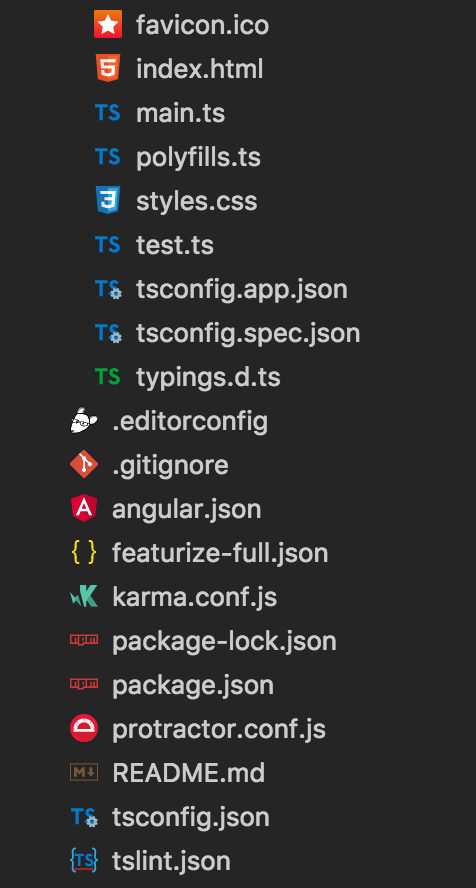 favicon.ico
index.html
TS main.ts
TS polyfills.ts
styles.css
TS test.ts
TS tsconfig.app.json
TS tsconfig.spec.json
TS typings.d.ts
.editorconfig
.gitignore
A angular.json
{ } featurize-full.json
K karma.conf.js
npm package-lock.json
npm package.json
protractor.conf.js
M README.md
TS tsconfig.json
{TS} tslint.json